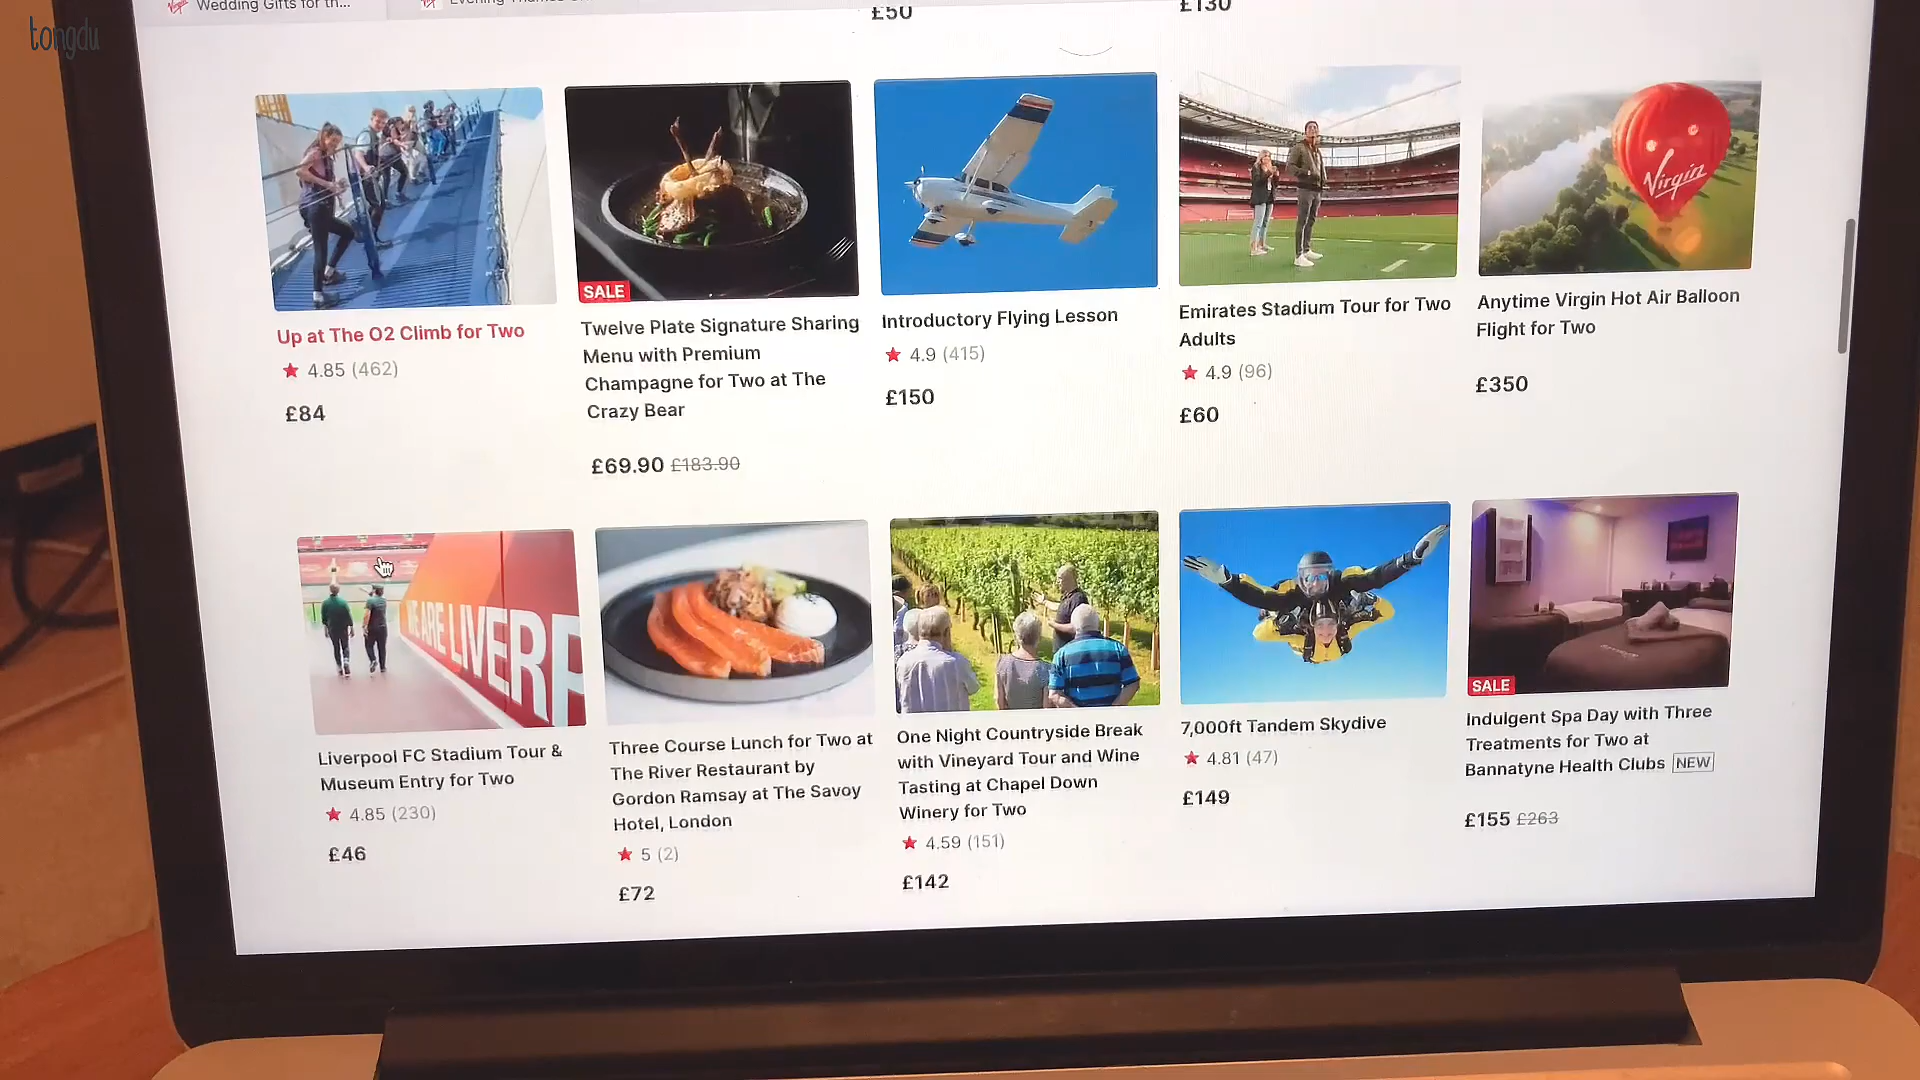 Wedding Gifts for th...
tongdu
£50
£130
Virgin
SALE
Up at The O2 Climb for Two
4.85 (462)
£84
Twelve Plate Signature Sharing
Menu with Premium
Champagne for Two at The
Crazy Bear
£69.90 £183.90
Introductory Flying Lesson
4.9 (415)
£150
Emirates Stadium Tour for Two
Adults
4.9 (96)
£60
Anytime Virgin Hot Air Balloon
Flight for Two
£350
WE ARE LIVERP
SALE
Liverpool FC Stadium Tour &
Museum Entry for Two
4.85 (230)
£46
Three Course Lunch for Two at
The River Restaurant by
Gordon Ramsay at The Savoy
Hotel, London
5 (2)
£72
One Night Countryside Break
with Vineyard Tour and Wine
Tasting at Chapel Down
Winery for Two
4.59 (151)
£142
7,000ft Tandem Skydive
4.81 (47)
£149
Indulgent Spa Day with Three
Treatments for Two at
Bannatyne Health Clubs NEW
£155 £263